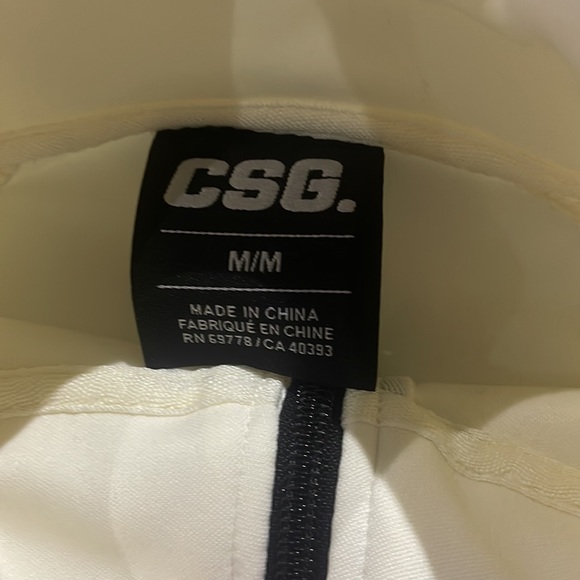 CSG.
M/M
MADE IN CHINA
FABRIQUÉ EN CHINE
RN 69778 / CA 40393